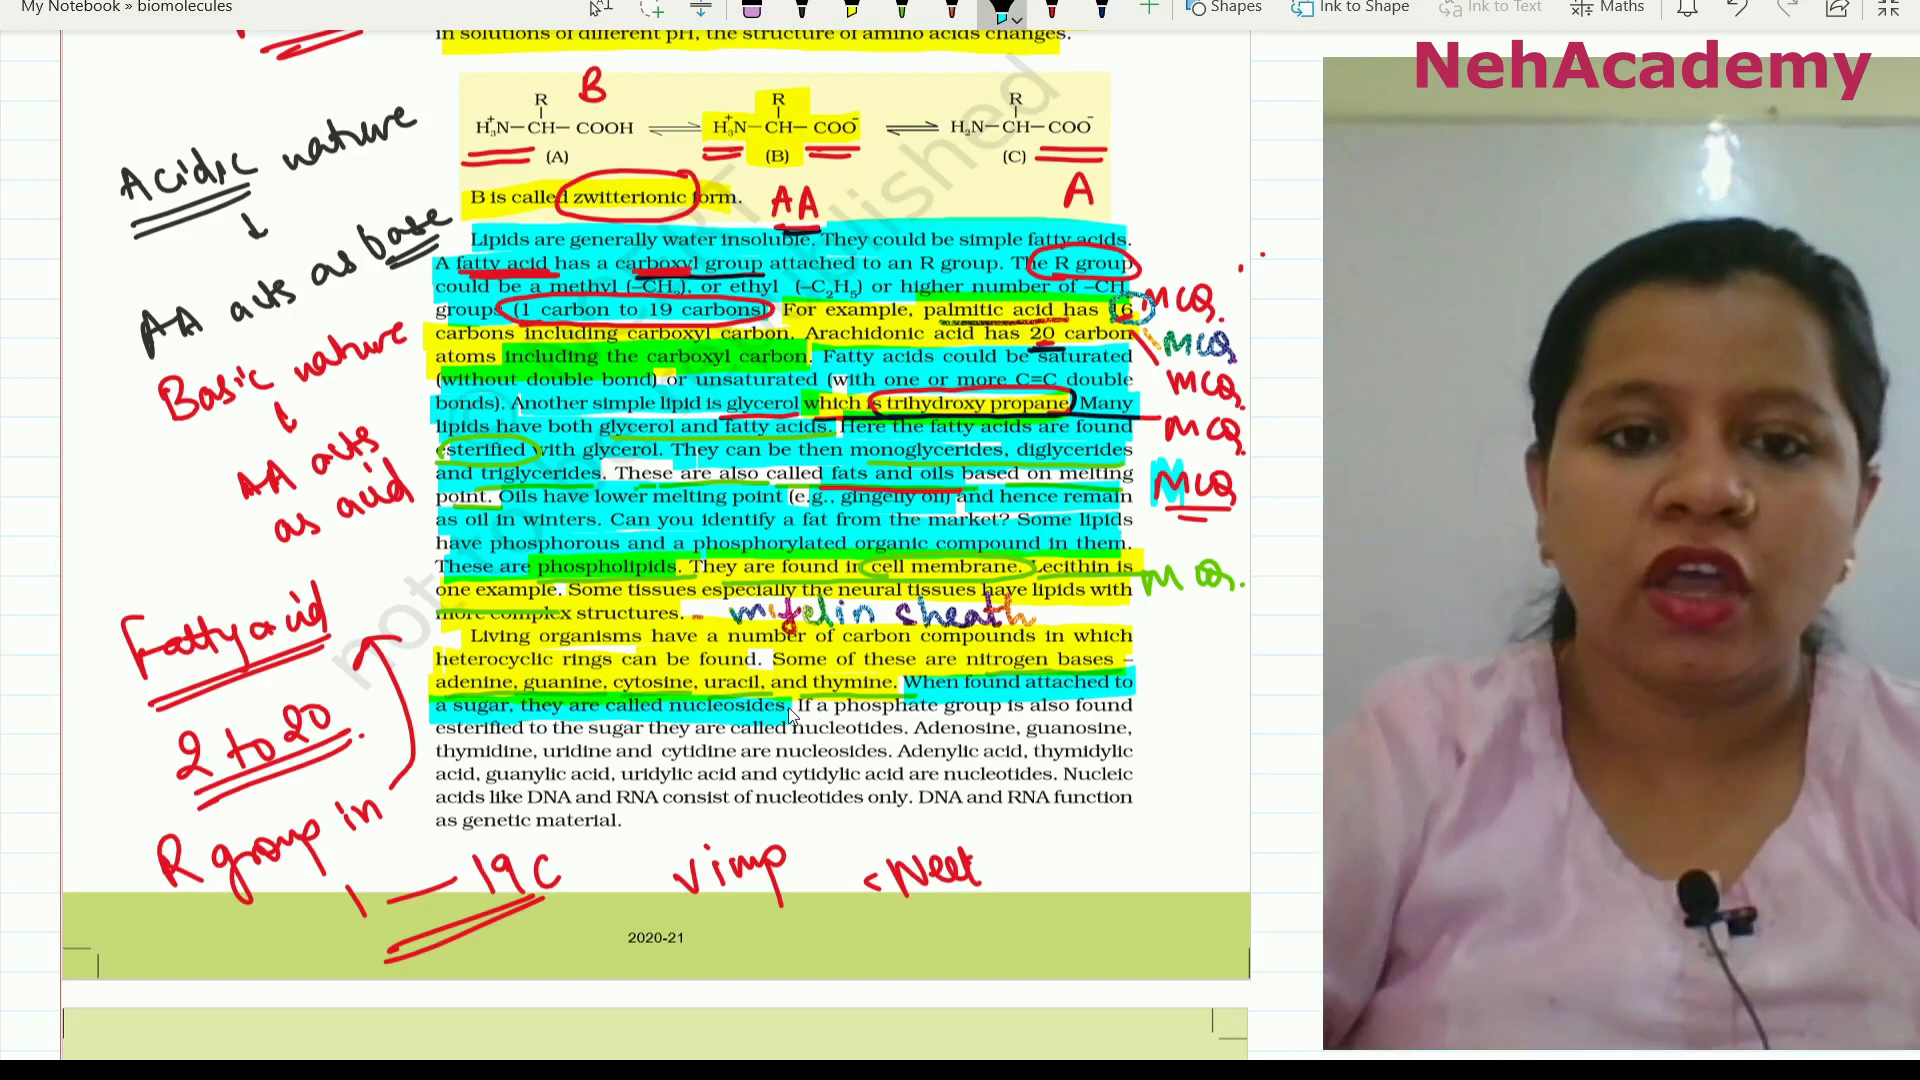 My Notebook » biomolecules
Shapes
Ink to Shape
Ink to Text
Maths
NehAcademy
in solutions of different pH, the structure of amino acids changes.
B
R R R
H₃N⁺—CH—COOH ⇌ H₃N⁺—CH—COO⁻ ⇌ H₂N—CH—COO⁻
(A) (B) (C)
B is called zwitterionic form.
AA
A
Acidic nature
↓
AA acts as base
Basic nature
↓
AA acts
as acid
Lipids are generally water insoluble. They could be simple fatty acids.
A fatty acid has a carboxyl group attached to an R group. The R group
could be a methyl (–CH₃), or ethyl (–C₂H₅) or higher number of –CH
groups (1 carbon to 19 carbons). For example, palmitic acid has 16
carbons including carboxyl carbon. Arachidonic acid has 20 carbon
atoms including the carboxyl carbon. Fatty acids could be saturated
(without double bond) or unsaturated (with one or more C=C double
bonds). Another simple lipid is glycerol which is trihydroxy propane. Many
lipids have both glycerol and fatty acids. Here the fatty acids are found
esterified with glycerol. They can be then monoglycerides, diglycerides
and triglycerides. These are also called fats and oils based on melting
point. Oils have lower melting point (e.g., gingelly oil) and hence remain
as oil in winters. Can you identify a fat from the market? Some lipids
have phosphorous and a phosphorylated organic compound in them.
These are phospholipids. They are found in cell membrane. Lecithin is
one example. Some tissues especially the neural tissues have lipids with
more complex structures. - myelin sheath
MCQ.
MCQ
MCQ.
MCQ.
MCQ
MCQ.
Living organisms have a number of carbon compounds in which
heterocyclic rings can be found. Some of these are nitrogen bases –
adenine, guanine, cytosine, uracil, and thymine. When found attached to
a sugar, they are called nucleosides. If a phosphate group is also found
esterified to the sugar they are called nucleotides. Adenosine, guanosine,
thymidine, uridine and cytidine are nucleosides. Adenylic acid, thymidylic
acid, guanylic acid, uridylic acid and cytidylic acid are nucleotides. Nucleic
acids like DNA and RNA consist of nucleotides only. DNA and RNA function
as genetic material.
Fatty acid
2 to 20.
R group in
1 — 19 C
V imp
< Neet
2020-21